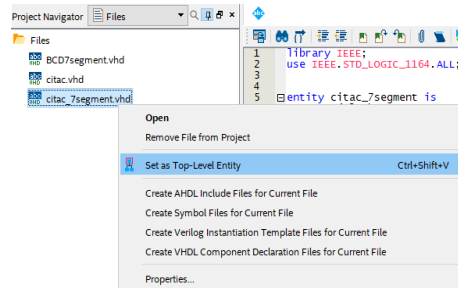 Project Navigator Files
Files
BCD7segment.vhd
citac.vhd
citac_7segment.vhd
abc
1 library IEEE;
2 use IEEE.STD_LOGIC_1164.ALL;
3
4
5 entity citac_7segment is
Open
Remove File from Project
Set as Top-Level Entity Ctrl+Shift+V
Create AHDL Include Files for Current File
Create Symbol Files for Current File
Create Verilog Instantiation Template Files for Current File
Create VHDL Component Declaration Files for Current File
Properties...